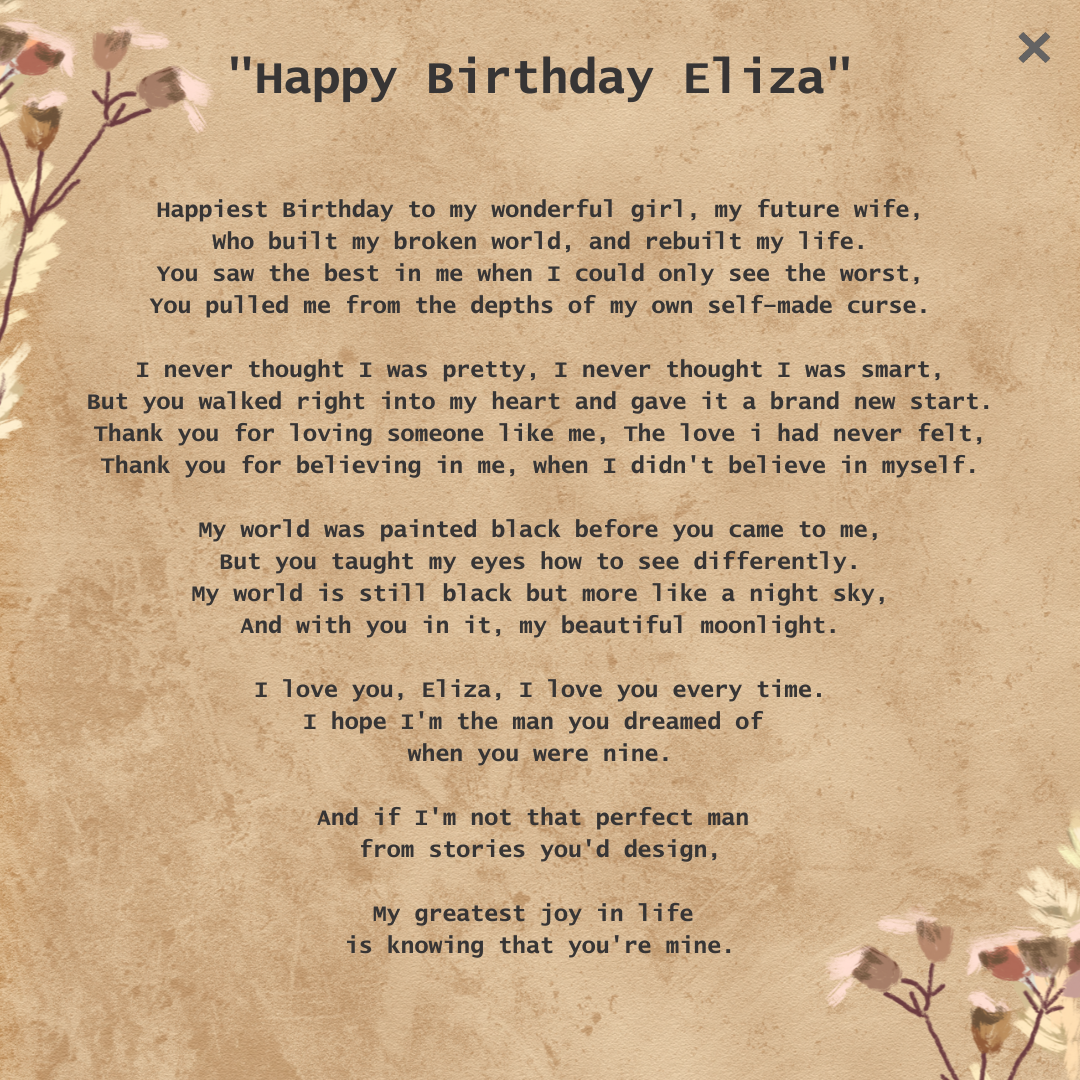 "Happy Birthday Eliza"
Happiest Birthday to my wonderful girl, my future wife,
Who built my broken world, and rebuilt my life.
You saw the best in me when I could only see the worst,
You pulled me from the depths of my own self-made curse.
I never thought I was pretty, I never thought I was smart,
But you walked right into my heart and gave it a brand new start.
Thank you for loving someone like me, The love i had never felt,
Thank you for believing in me, when I didn't believe in myself.
My world was painted black before you came to me,
But you taught my eyes how to see differently.
My world is still black but more like a night sky,
And with you in it, my beautiful moonlight.
I love you, Eliza, I love you every time.
I hope I'm the man you dreamed of
when you were nine.
And if I'm not that perfect man
from stories you'd design,
My greatest joy in life
is knowing that you're mine.